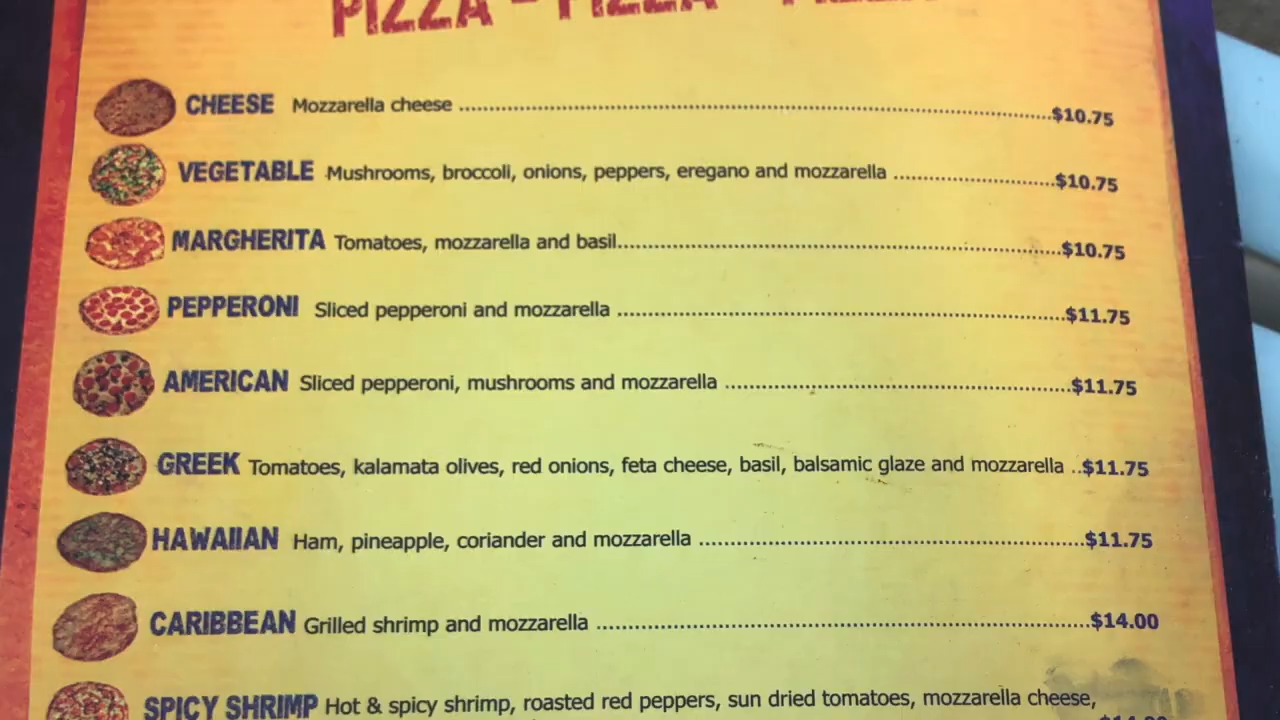 PIZZA - PIZZA - PIZZA
CHEESE Mozzarella cheese ..........$10.75
VEGETABLE Mushrooms, broccoli, onions, peppers, eregano and mozzarella ..........$10.75
MARGHERITA Tomatoes, mozzarella and basil..........$10.75
PEPPERONI Sliced pepperoni and mozzarella ..........$11.75
AMERICAN Sliced pepperoni, mushrooms and mozzarella ..........$11.75
GREEK Tomatoes, kalamata olives, red onions, feta cheese, basil, balsamic glaze and mozzarella ..$11.75
HAWAIIAN Ham, pineapple, coriander and mozzarella ..........$11.75
CARIBBEAN Grilled shrimp and mozzarella ..........$14.00
SPICY SHRIMP Hot & spicy shrimp, roasted red peppers, sun dried tomatoes, mozzarella cheese,